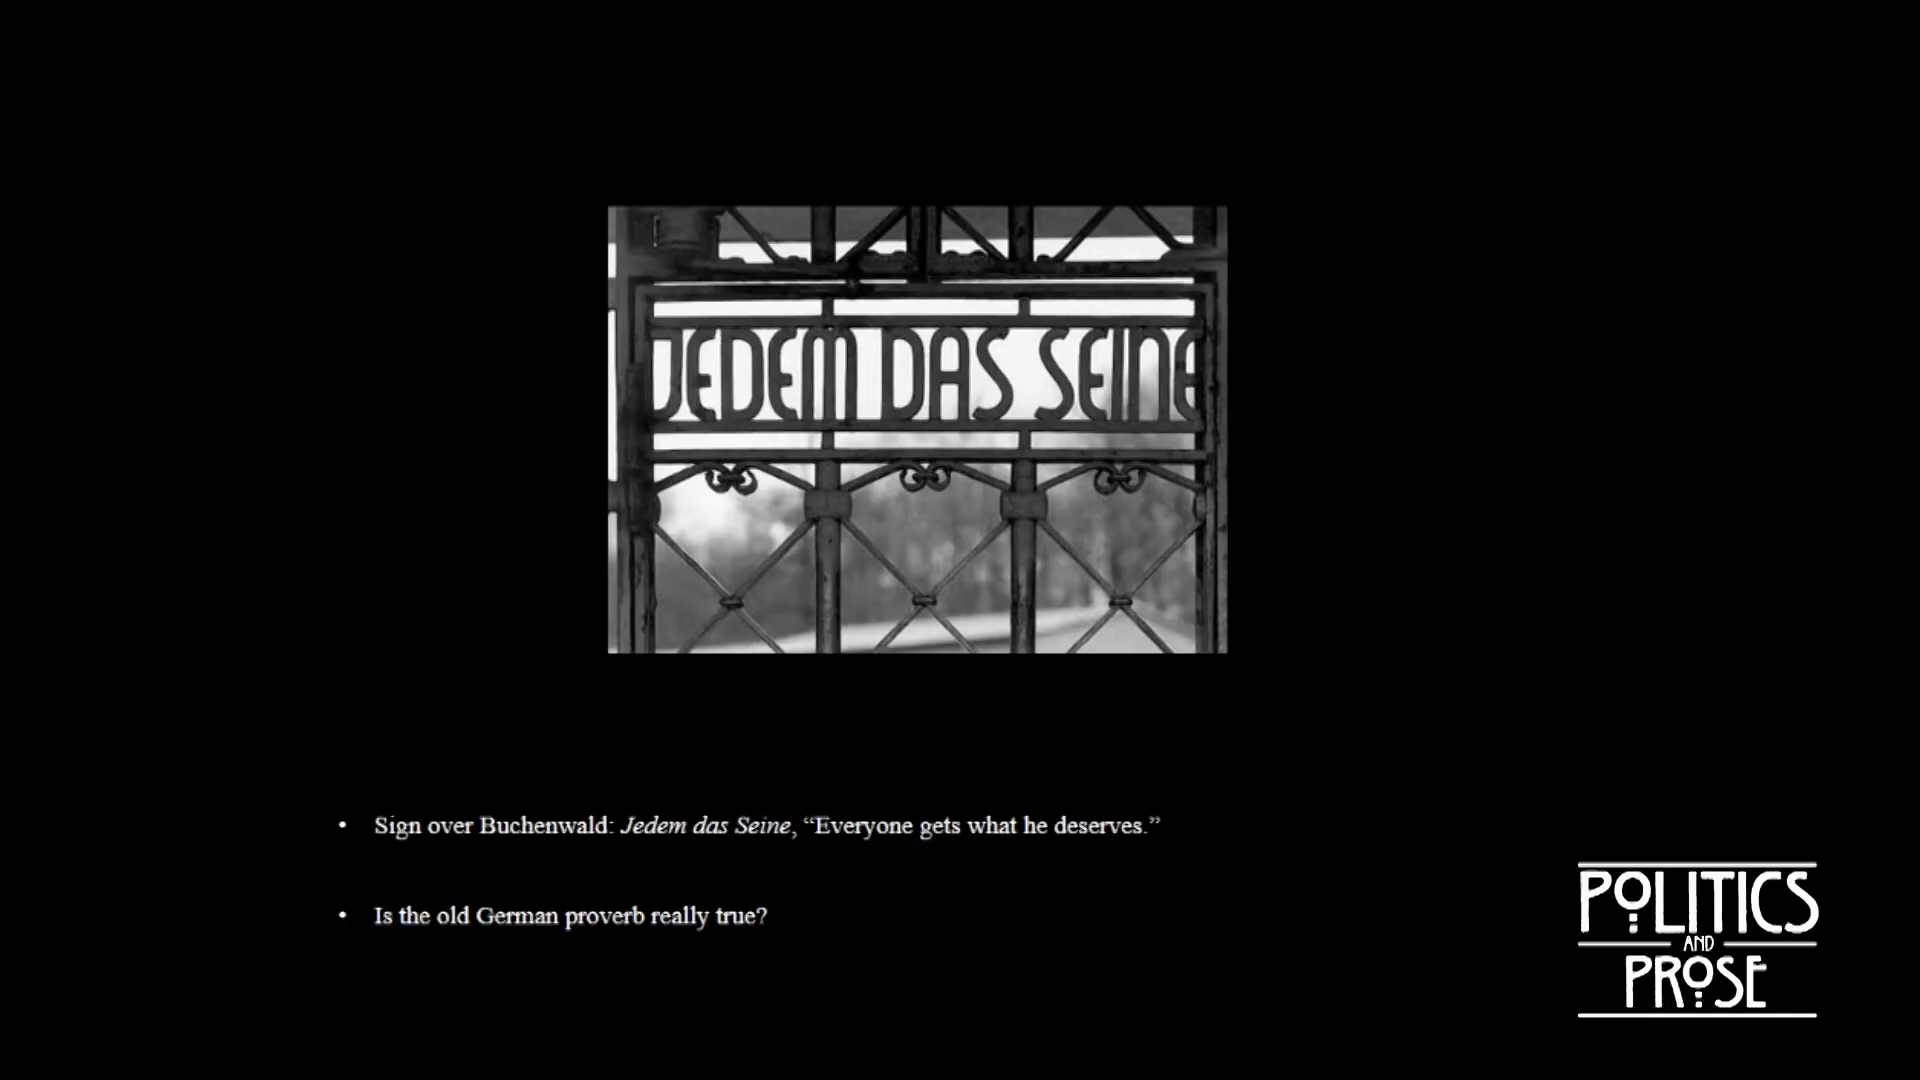 JEDEM DAS SEINE
• Sign over Buchenwald: Jedem das Seine, “Everyone gets what he deserves.”
• Is the old German proverb really true?
POLITICS
AND
PROSE